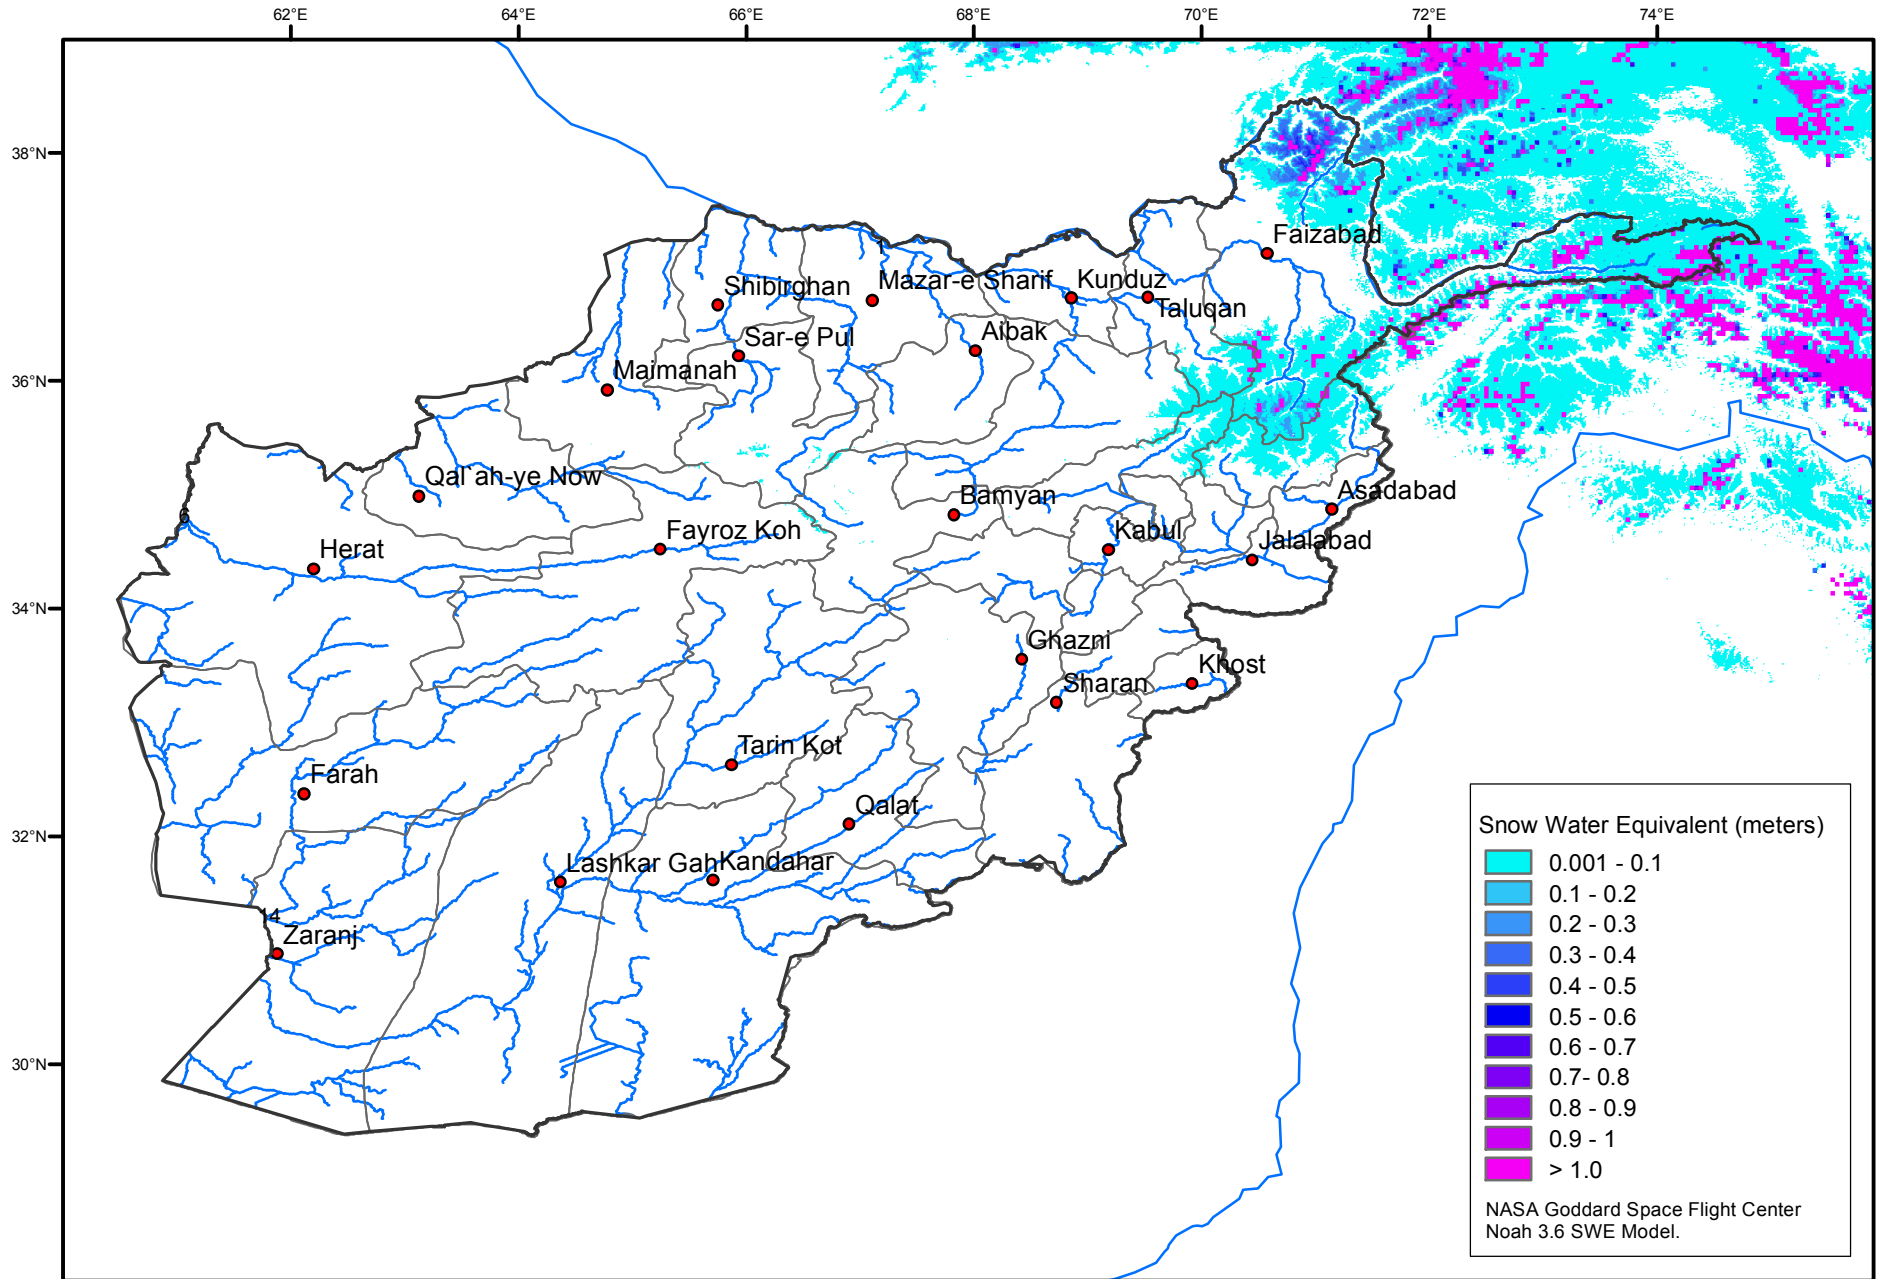 62°E 64°E 66°E 68°E 70°E 72°E 74°E
38°N
Faizabad
Shibirghan
Mazar-e Sharif
Kunduz
Taluqan
Sar-e Pul
Aibak
36°N
Maimanah
Qal`ah-ye Now
Bamyan
Asadabad
6
Herat
Fayroz Koh
Kabul
Jalalabad
34°N
Ghazni
Khost
Sharan
Tarin Kot
Farah
Qalat
32°N
Lashkar Gah
Kandahar
14
Zaranj
30°N
Snow Water Equivalent (meters)
0.001 - 0.1
0.1 - 0.2
0.2 - 0.3
0.3 - 0.4
0.4 - 0.5
0.5 - 0.6
0.6 - 0.7
0.7- 0.8
0.8 - 0.9
0.9 - 1
> 1.0
NASA Goddard Space Flight Center
Noah 3.6 SWE Model.